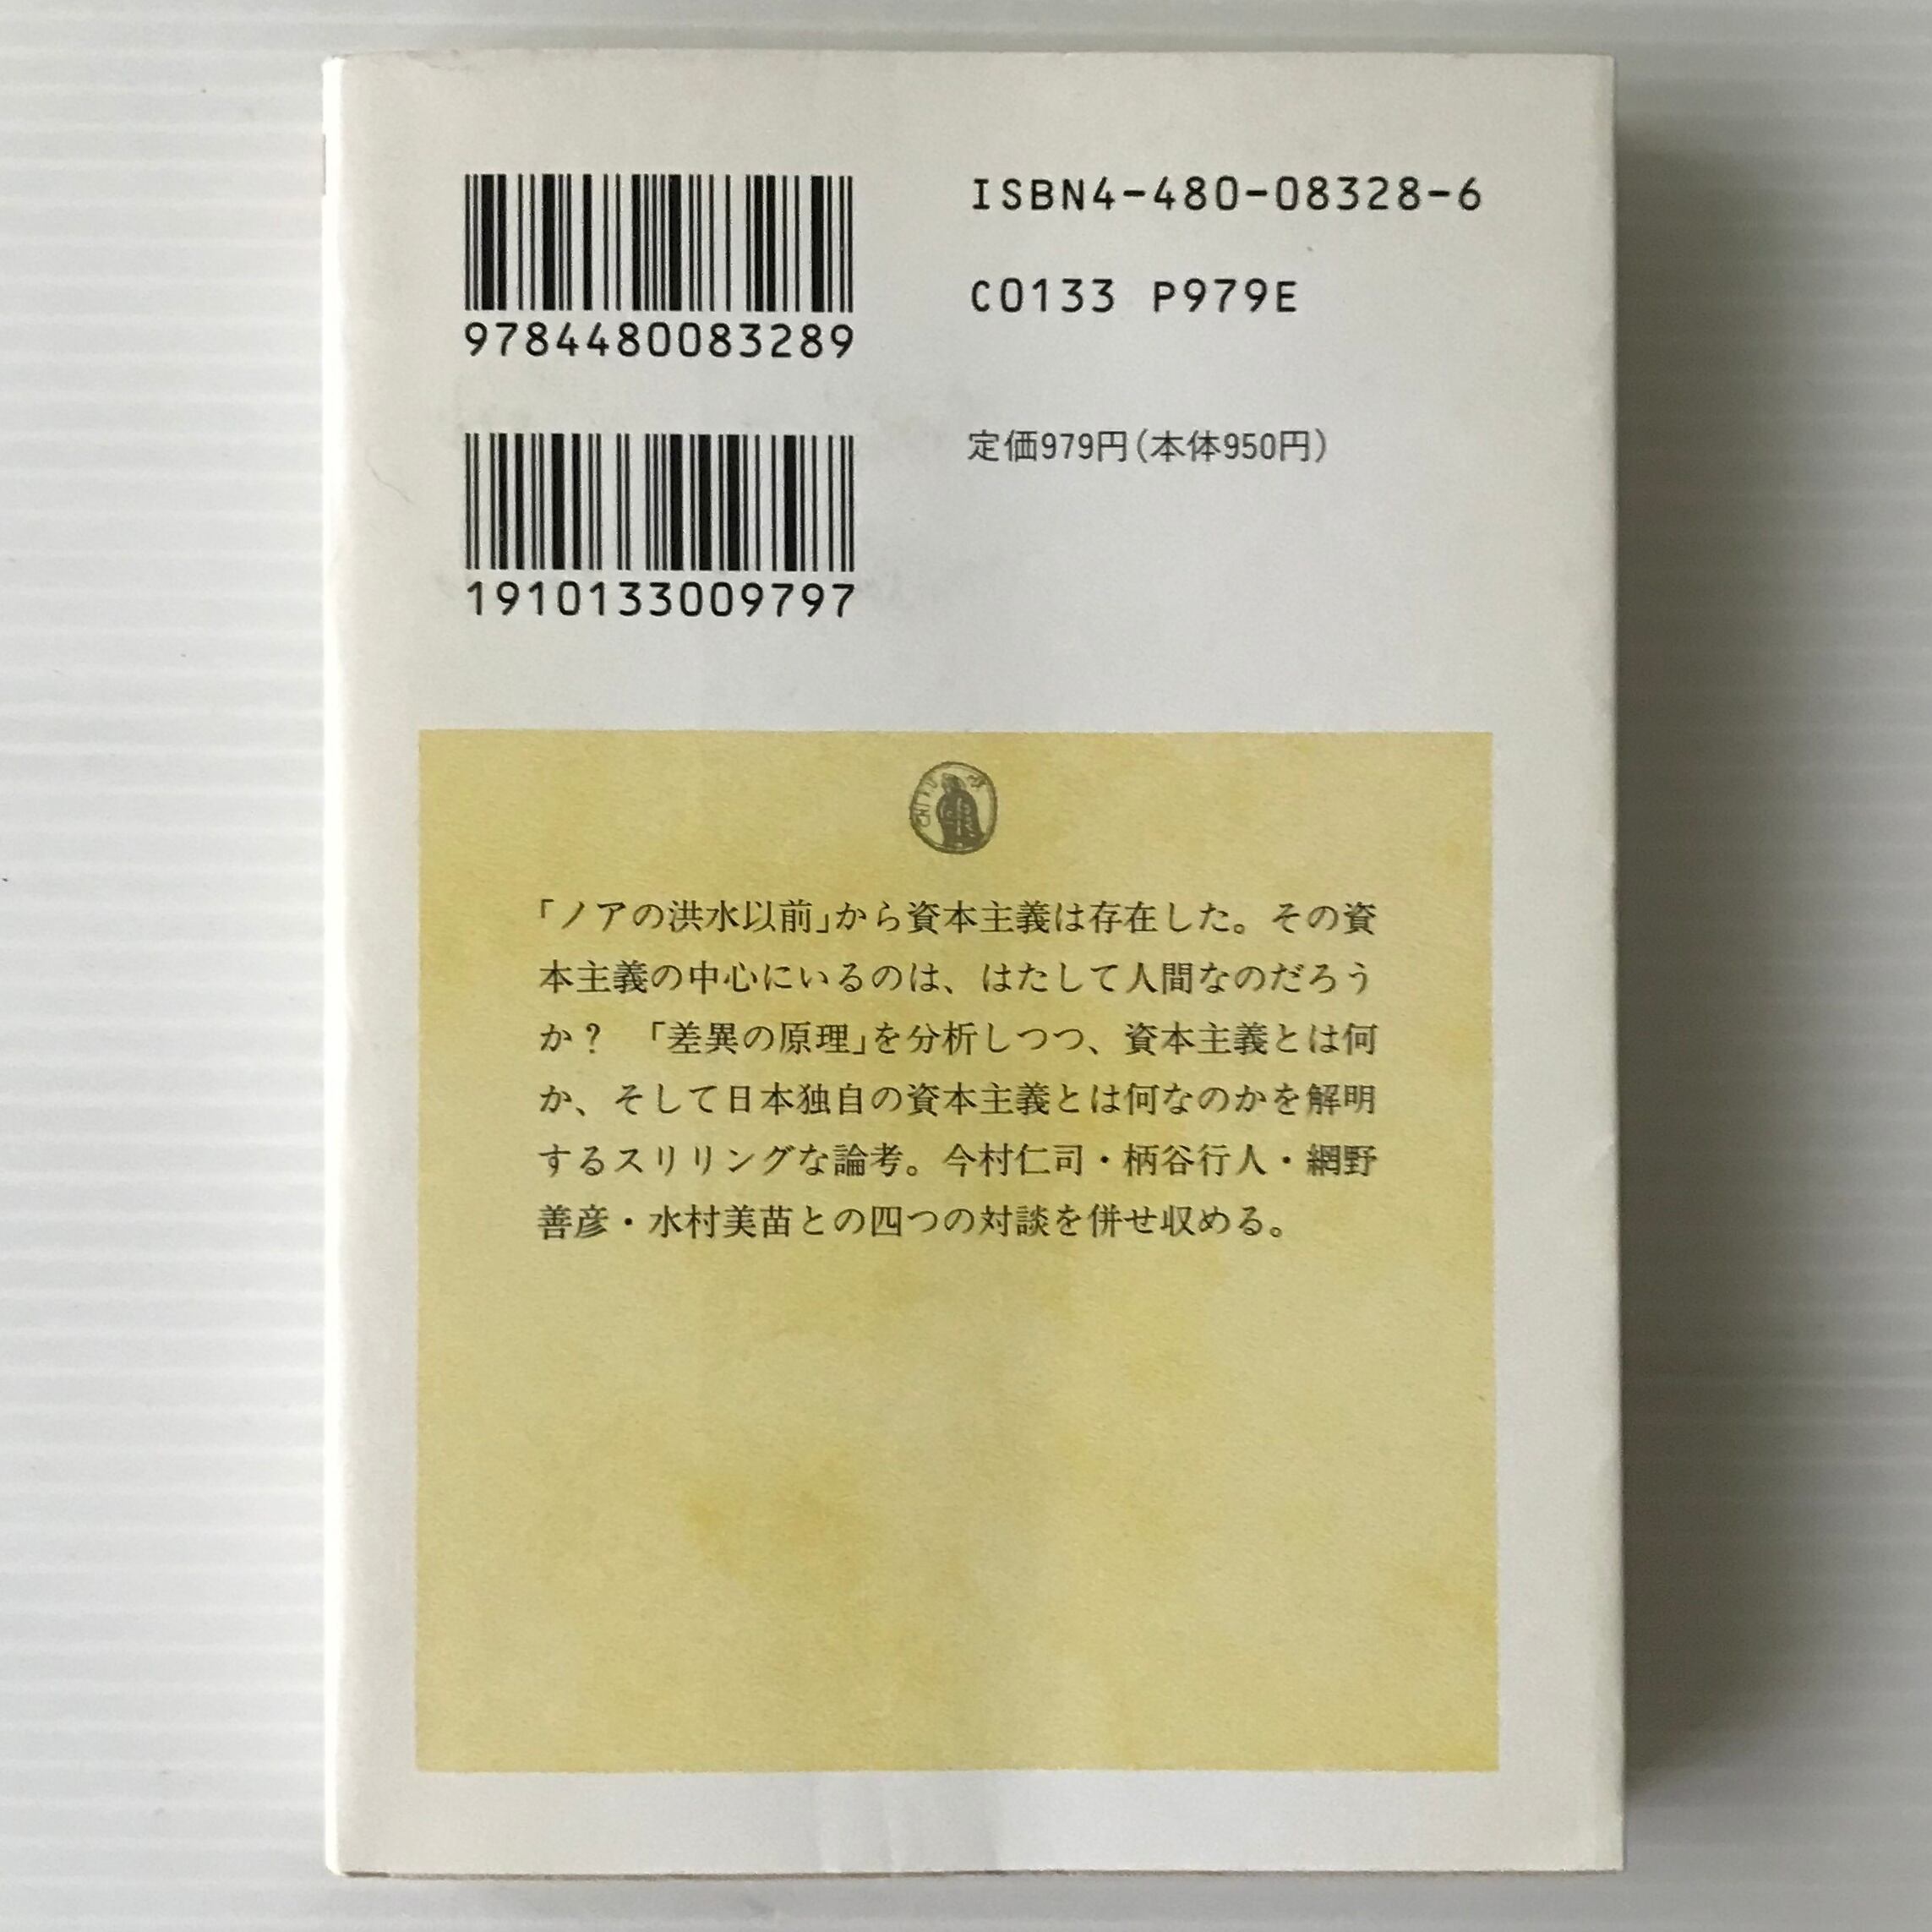 ISBN4-480-08328-6
9784480083289
C0133 P979E
定価979円(本体950円)
1910133009797
「ノアの洪水以前」から資本主義は存在した。その資
本主義の中心にいるのは、はたして人間なのだろう
か？　「差異の原理」を分析しつつ、資本主義とは何
か、そして日本独自の資本主義とは何なのかを解明
するスリリングな論考。今村仁司・柄谷行人・網野
善彦・水村美苗との四つの対談を併せ収める。